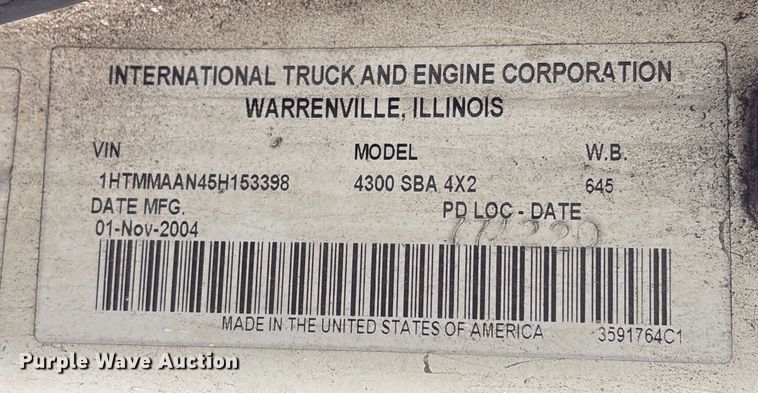 INTERNATIONAL TRUCK AND ENGINE CORPORATION
WARRENVILLE, ILLINOIS
VIN MODEL W.B.
1HTMMAAN45H153398 4300 SBA 4X2 645
DATE MFG. PD LOC - DATE
01-Nov-2004
MADE IN THE UNITED STATES OF AMERICA 3591764C1
Purple Wave Auction